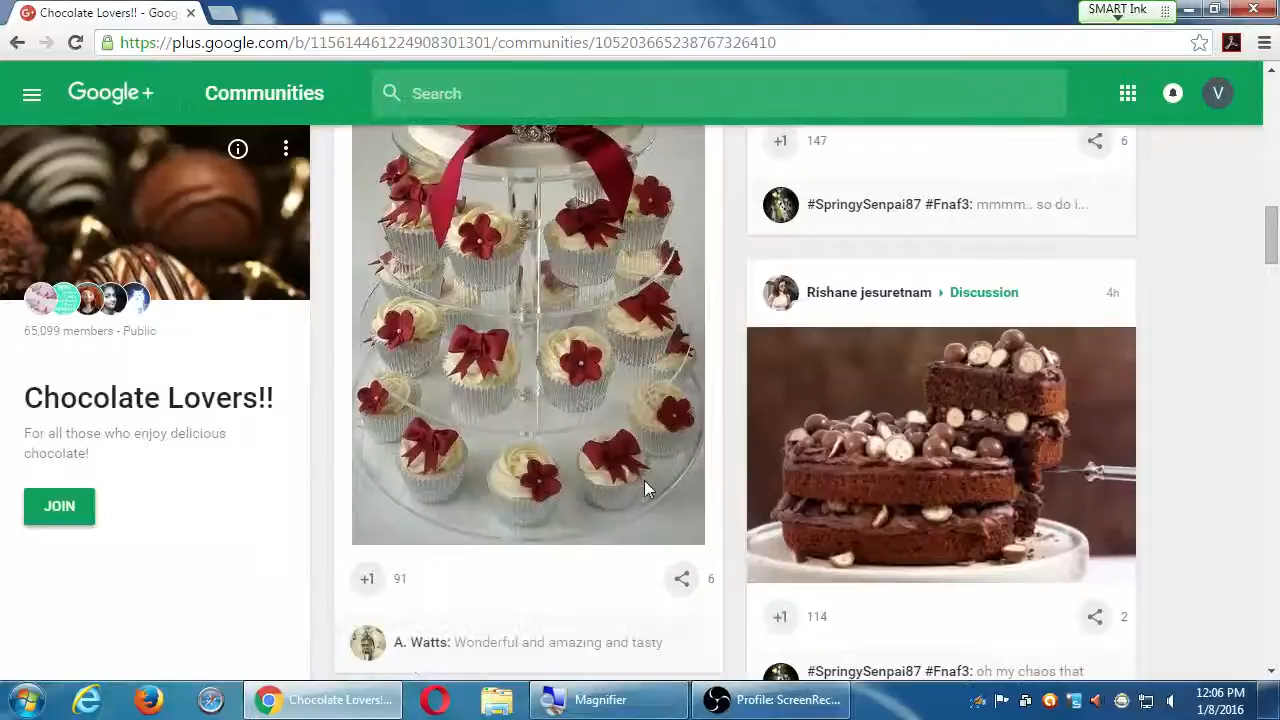 Chocolate Lovers!! - Goog
SMART Ink
https://plus.google.com/b/115614461224908301301/communities/105203665238767326410
Google+
Communities
Search
V
65,099 members - Public
Chocolate Lovers!!
For all those who enjoy delicious
chocolate!
JOIN
+1 91 6
A. Watts: Wonderful and amazing and tasty
+1 147 6
#SpringySenpai87 #Fnaf3: mmmm.. so do i...
Rishane jesuretnam Discussion 4h
+1 114 2
#SpringySenpai87 #Fnaf3: oh my chaos that
Chocolate Lovers!...
Magnifier
Profile: ScreenRec...
12:06 PM
1/8/2016